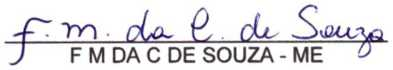 f. m. da C. de Souza
F M DA C DE SOUZA - ME